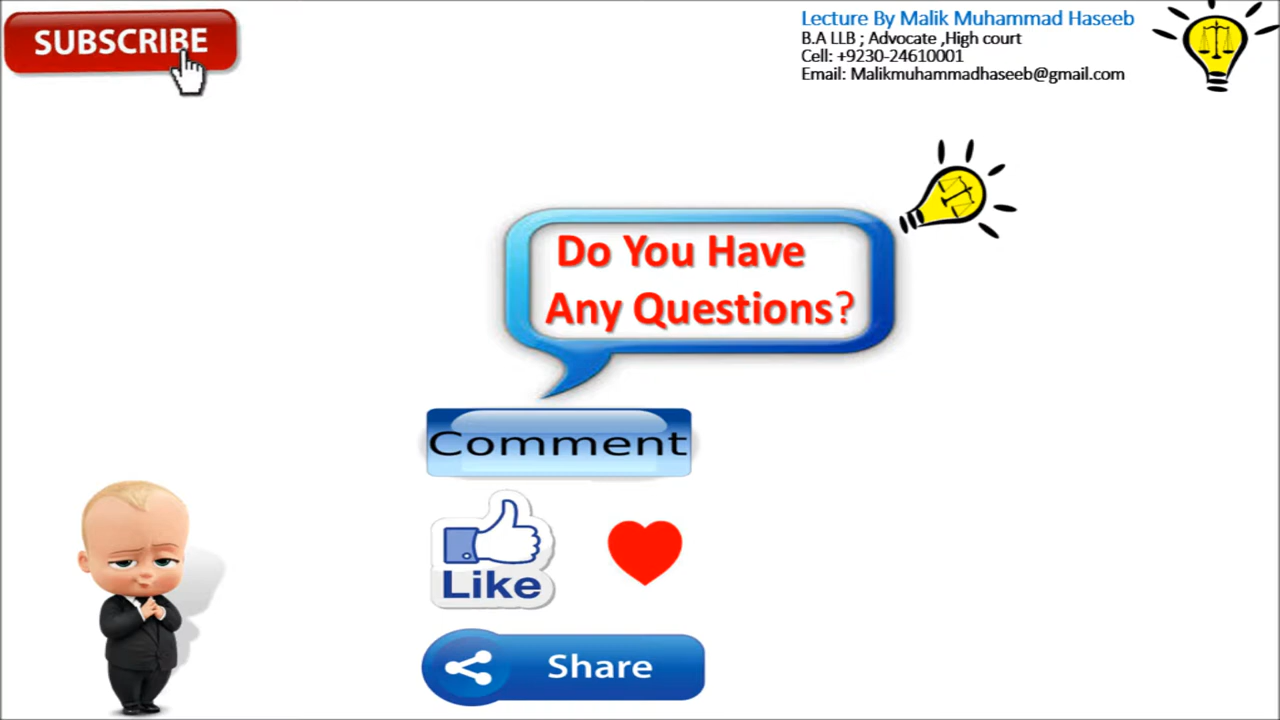 SUBSCRIBE
Lecture By Malik Muhammad Haseeb
B.A LLB ; Advocate ,High court
Cell: +9230-24610001
Email: Malikmuhammadhaseeb@gmail.com
Do You Have
Any Questions?
Comment
Like
Share